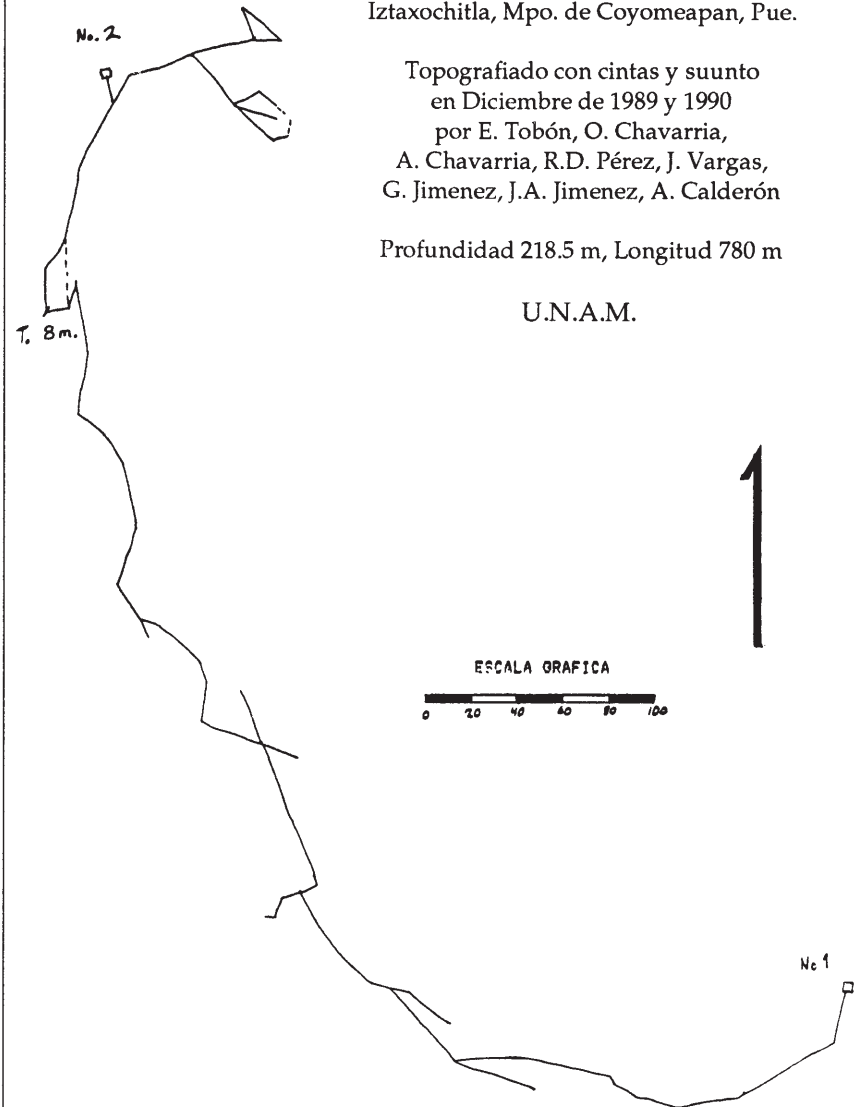 Iztaxochitla, Mpo. de Coyomeapan, Pue.
Topografiado con cintas y suunto
en Diciembre de 1989 y 1990
por E. Tobón, O. Chavarria,
A. Chavarria, R.D. Pérez, J. Vargas,
G. Jimenez, J.A. Jimenez, A. Calderón
Profundidad 218.5 m, Longitud 780 m
U.N.A.M.
No. 2
T. 8 m.
ESCALA GRAFICA
0 20 40 60 80 100
No 1